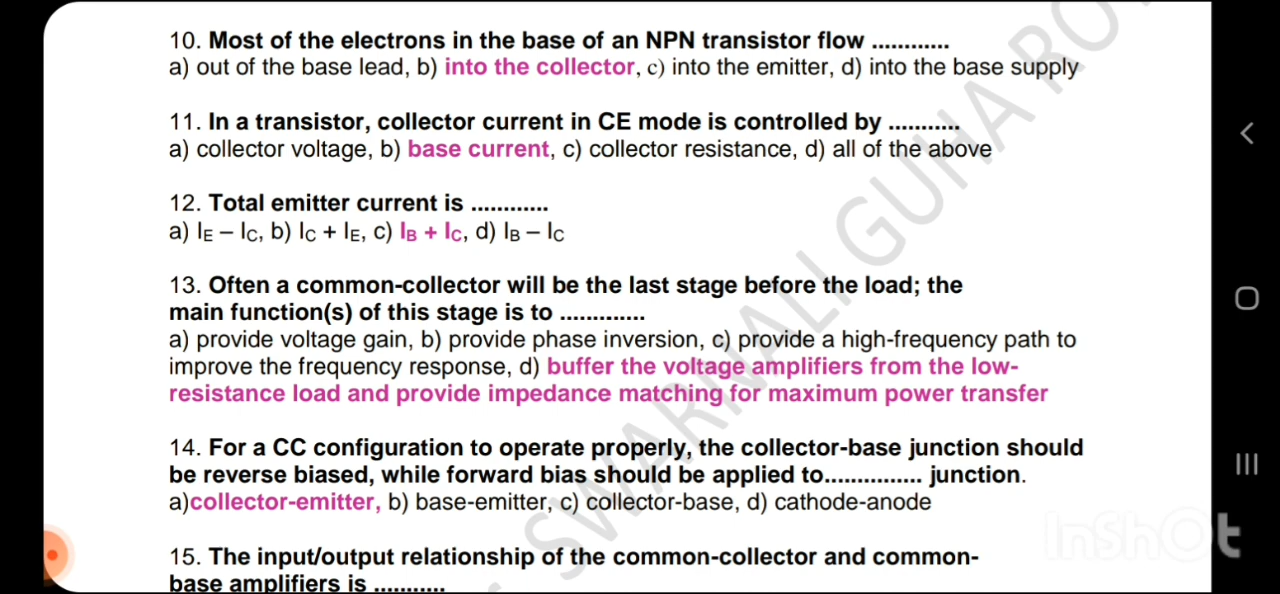 10. Most of the electrons in the base of an NPN transistor flow ............
a) out of the base lead, b) into the collector, c) into the emitter, d) into the base supply
11. In a transistor, collector current in CE mode is controlled by ...........
a) collector voltage, b) base current, c) collector resistance, d) all of the above
12. Total emitter current is ............
a) IE – IC, b) IC + IE, c) IB + IC, d) IB – IC
13. Often a common-collector will be the last stage before the load; the
main function(s) of this stage is to .............
a) provide voltage gain, b) provide phase inversion, c) provide a high-frequency path to
improve the frequency response, d) buffer the voltage amplifiers from the low-
resistance load and provide impedance matching for maximum power transfer
14. For a CC configuration to operate properly, the collector-base junction should
be reverse biased, while forward bias should be applied to............... junction.
a)collector-emitter, b) base-emitter, c) collector-base, d) cathode-anode
15. The input/output relationship of the common-collector and common-
base amplifiers is ...........
SWARNALI GUHA ROY
InShOt